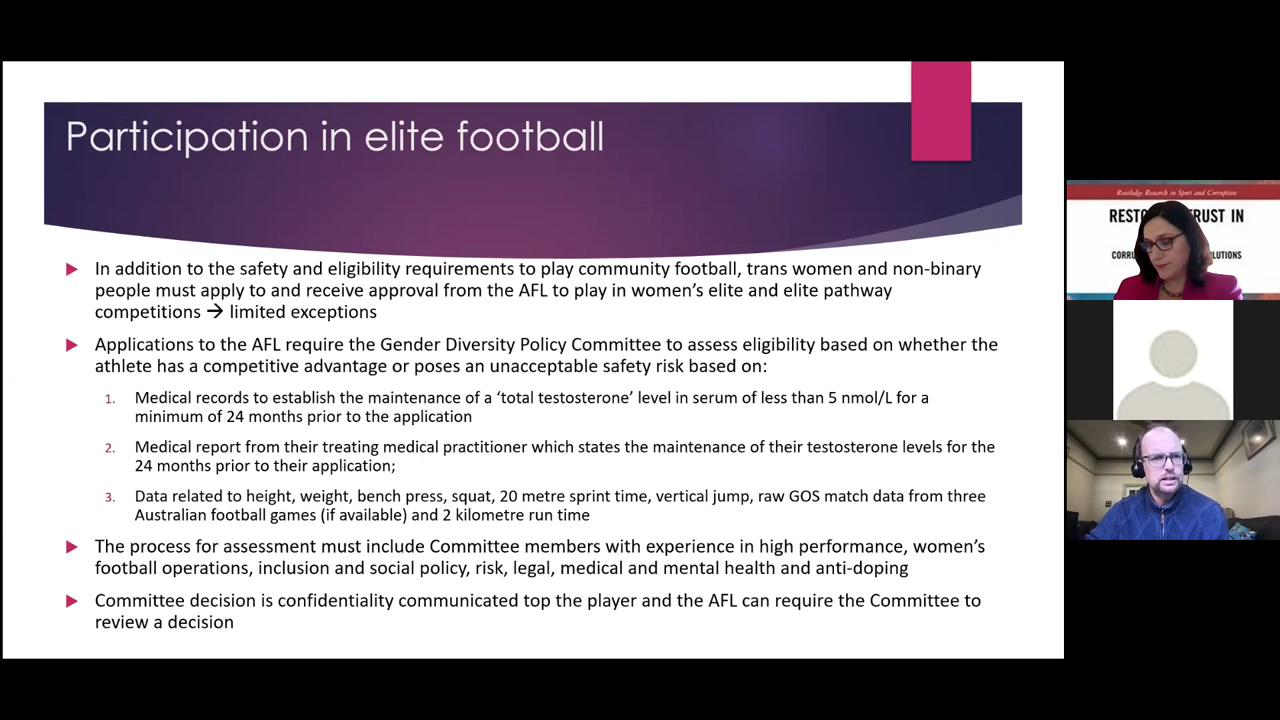 Participation in elite football
In addition to the safety and eligibility requirements to play community football, trans women and non-binary
people must apply to and receive approval from the AFL to play in women's elite and elite pathway
competitions → limited exceptions
Applications to the AFL require the Gender Diversity Policy Committee to assess eligibility based on whether the
athlete has a competitive advantage or poses an unacceptable safety risk based on:
1. Medical records to establish the maintenance of a ‘total testosterone’ level in serum of less than 5 nmol/L for a
minimum of 24 months prior to the application
2. Medical report from their treating medical practitioner which states the maintenance of their testosterone levels for the
24 months prior to their application;
3. Data related to height, weight, bench press, squat, 20 metre sprint time, vertical jump, raw GOS match data from three
Australian football games (if available) and 2 kilometre run time
The process for assessment must include Committee members with experience in high performance, women's
football operations, inclusion and social policy, risk, legal, medical and mental health and anti-doping
Committee decision is confidentiality communicated top the player and the AFL can require the Committee to
review a decision
Routledge Research in Sport and Corruption
IN